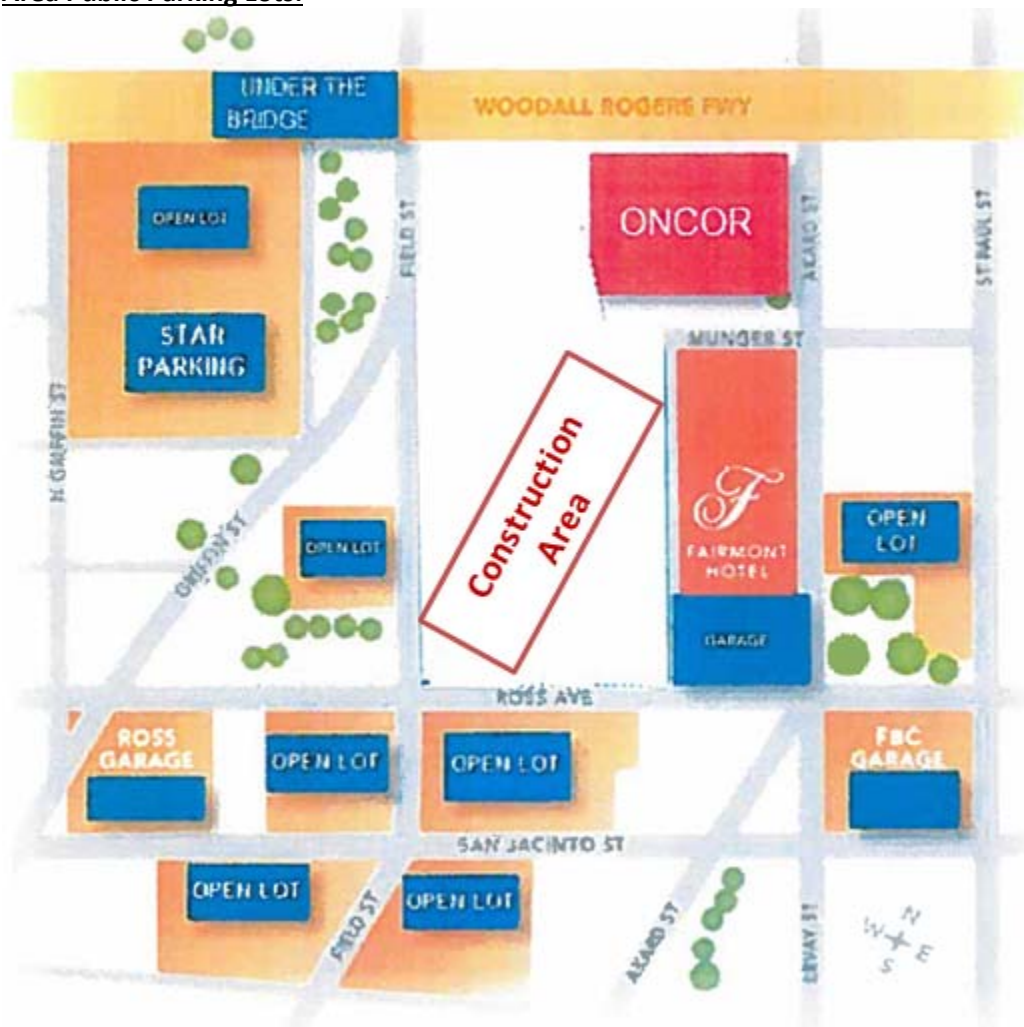 Area Public Parking Lots:
UNDER THE
BRIDGE
WOODALL ROGERS FWY
OPEN LOT
FIELD ST
ONCOR
AKARD ST
ST PAUL ST
STAR
PARKING
MUNGER ST
N GRIFFIN ST
Construction
Area
F
FAIRMONT
HOTEL
OPEN
LOT
GRIFFIN ST
OPEN LOT
GARAGE
ROSS AVE
ROSS
GARAGE
OPEN LOT
OPEN LOT
FBC
GARAGE
SAN JACINTO ST
OPEN LOT
OPEN LOT
FIELD ST
AKARD ST
ERVAY ST
N
W
E
S